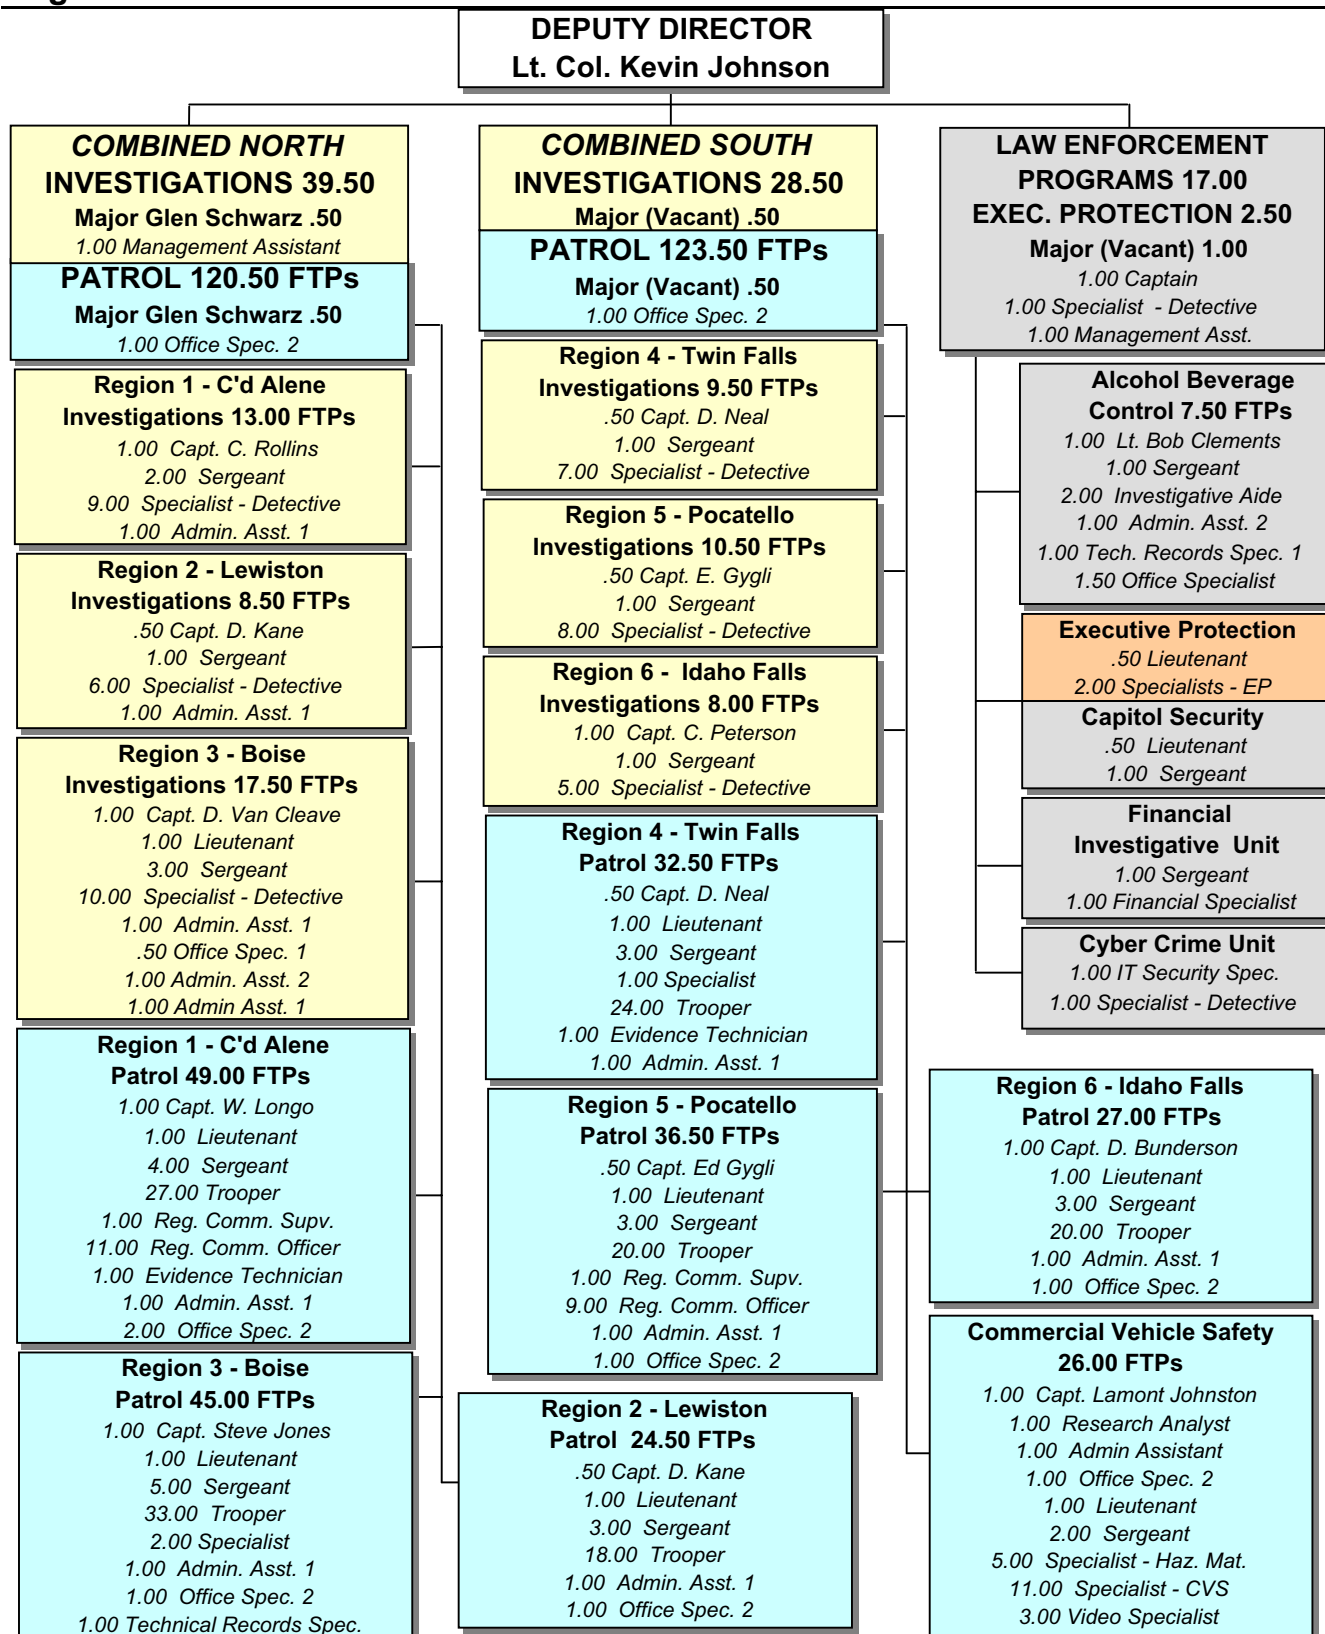 DEPUTY DIRECTOR
Lt. Col. Kevin Johnson
COMBINED NORTH
INVESTIGATIONS 39.50
Major Glen Schwarz .50
1.00 Management Assistant
PATROL 120.50 FTPs
Major Glen Schwarz .50
1.00 Office Spec. 2
Region 1 - C'd Alene
Investigations 13.00 FTPs
1.00 Capt. C. Rollins
2.00 Sergeant
9.00 Specialist - Detective
1.00 Admin. Asst. 1
Region 2 - Lewiston
Investigations 8.50 FTPs
.50 Capt. D. Kane
1.00 Sergeant
6.00 Specialist - Detective
1.00 Admin. Asst. 1
Region 3 - Boise
Investigations 17.50 FTPs
1.00 Capt. D. Van Cleave
1.00 Lieutenant
3.00 Sergeant
10.00 Specialist - Detective
1.00 Admin. Asst. 1
.50 Office Spec. 1
1.00 Admin. Asst. 2
1.00 Admin Asst. 1
Region 1 - C'd Alene
Patrol 49.00 FTPs
1.00 Capt. W. Longo
1.00 Lieutenant
4.00 Sergeant
27.00 Trooper
1.00 Reg. Comm. Supv.
11.00 Reg. Comm. Officer
1.00 Evidence Technician
1.00 Admin. Asst. 1
2.00 Office Spec. 2
Region 3 - Boise
Patrol 45.00 FTPs
1.00 Capt. Steve Jones
1.00 Lieutenant
5.00 Sergeant
33.00 Trooper
2.00 Specialist
1.00 Admin. Asst. 1
1.00 Office Spec. 2
1.00 Technical Records Spec.
COMBINED SOUTH
INVESTIGATIONS 28.50
Major (Vacant) .50
PATROL 123.50 FTPs
Major (Vacant) .50
1.00 Office Spec. 2
Region 4 - Twin Falls
Investigations 9.50 FTPs
.50 Capt. D. Neal
1.00 Sergeant
7.00 Specialist - Detective
Region 5 - Pocatello
Investigations 10.50 FTPs
.50 Capt. E. Gygli
1.00 Sergeant
8.00 Specialist - Detective
Region 6 - Idaho Falls
Investigations 8.00 FTPs
1.00 Capt. C. Peterson
1.00 Sergeant
5.00 Specialist - Detective
Region 4 - Twin Falls
Patrol 32.50 FTPs
.50 Capt. D. Neal
1.00 Lieutenant
3.00 Sergeant
1.00 Specialist
24.00 Trooper
1.00 Evidence Technician
1.00 Admin. Asst. 1
Region 5 - Pocatello
Patrol 36.50 FTPs
.50 Capt. Ed Gygli
1.00 Lieutenant
3.00 Sergeant
20.00 Trooper
1.00 Reg. Comm. Supv.
9.00 Reg. Comm. Officer
1.00 Admin. Asst. 1
1.00 Office Spec. 2
Region 2 - Lewiston
Patrol 24.50 FTPs
.50 Capt. D. Kane
1.00 Lieutenant
3.00 Sergeant
18.00 Trooper
1.00 Admin. Asst. 1
1.00 Office Spec. 2
LAW ENFORCEMENT
PROGRAMS 17.00
EXEC. PROTECTION 2.50
Major (Vacant) 1.00
1.00 Captain
1.00 Specialist - Detective
1.00 Management Asst.
Alcohol Beverage
Control 7.50 FTPs
1.00 Lt. Bob Clements
1.00 Sergeant
2.00 Investigative Aide
1.00 Admin. Asst. 2
1.00 Tech. Records Spec. 1
1.50 Office Specialist
Executive Protection
.50 Lieutenant
2.00 Specialists - EP
Capitol Security
.50 Lieutenant
1.00 Sergeant
Financial
Investigative Unit
1.00 Sergeant
1.00 Financial Specialist
Cyber Crime Unit
1.00 IT Security Spec.
1.00 Specialist - Detective
Region 6 - Idaho Falls
Patrol 27.00 FTPs
1.00 Capt. D. Bunderson
1.00 Lieutenant
3.00 Sergeant
20.00 Trooper
1.00 Admin. Asst. 1
1.00 Office Spec. 2
Commercial Vehicle Safety
26.00 FTPs
1.00 Capt. Lamont Johnston
1.00 Research Analyst
1.00 Admin Assistant
1.00 Office Spec. 2
1.00 Lieutenant
2.00 Sergeant
5.00 Specialist - Haz. Mat.
11.00 Specialist - CVS
3.00 Video Specialist